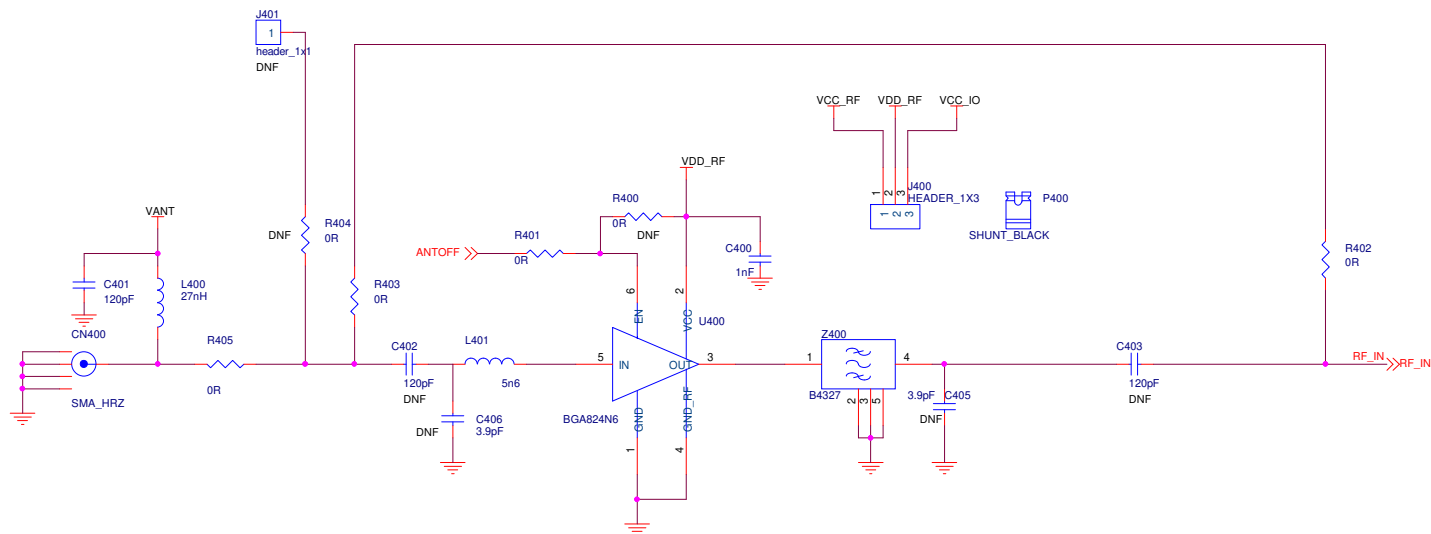 J401
1
header_1x1
DNF
VCC_RF
VDD_RF
VCC_IO
1
2
3
J400
HEADER_1X3
1
2
3
P400
SHUNT_BLACK
VDD_RF
VANT
R404
0R
DNF
R400
0R
DNF
R401
0R
ANTOFF
C400
1nF
R402
0R
C401
120pF
L400
27nH
R403
0R
6
2
EN
VCC
U400
CN400
R405
0R
SMA_HRZ
C402
120pF
DNF
L401
5n6
5
IN
OUT
3
BGA824N6
GND
GND_RF
1
4
C406
3.9pF
DNF
Z400
1
4
B4327
2
3
5
3.9pF
C405
DNF
C403
120pF
DNF
RF_IN
RF_IN